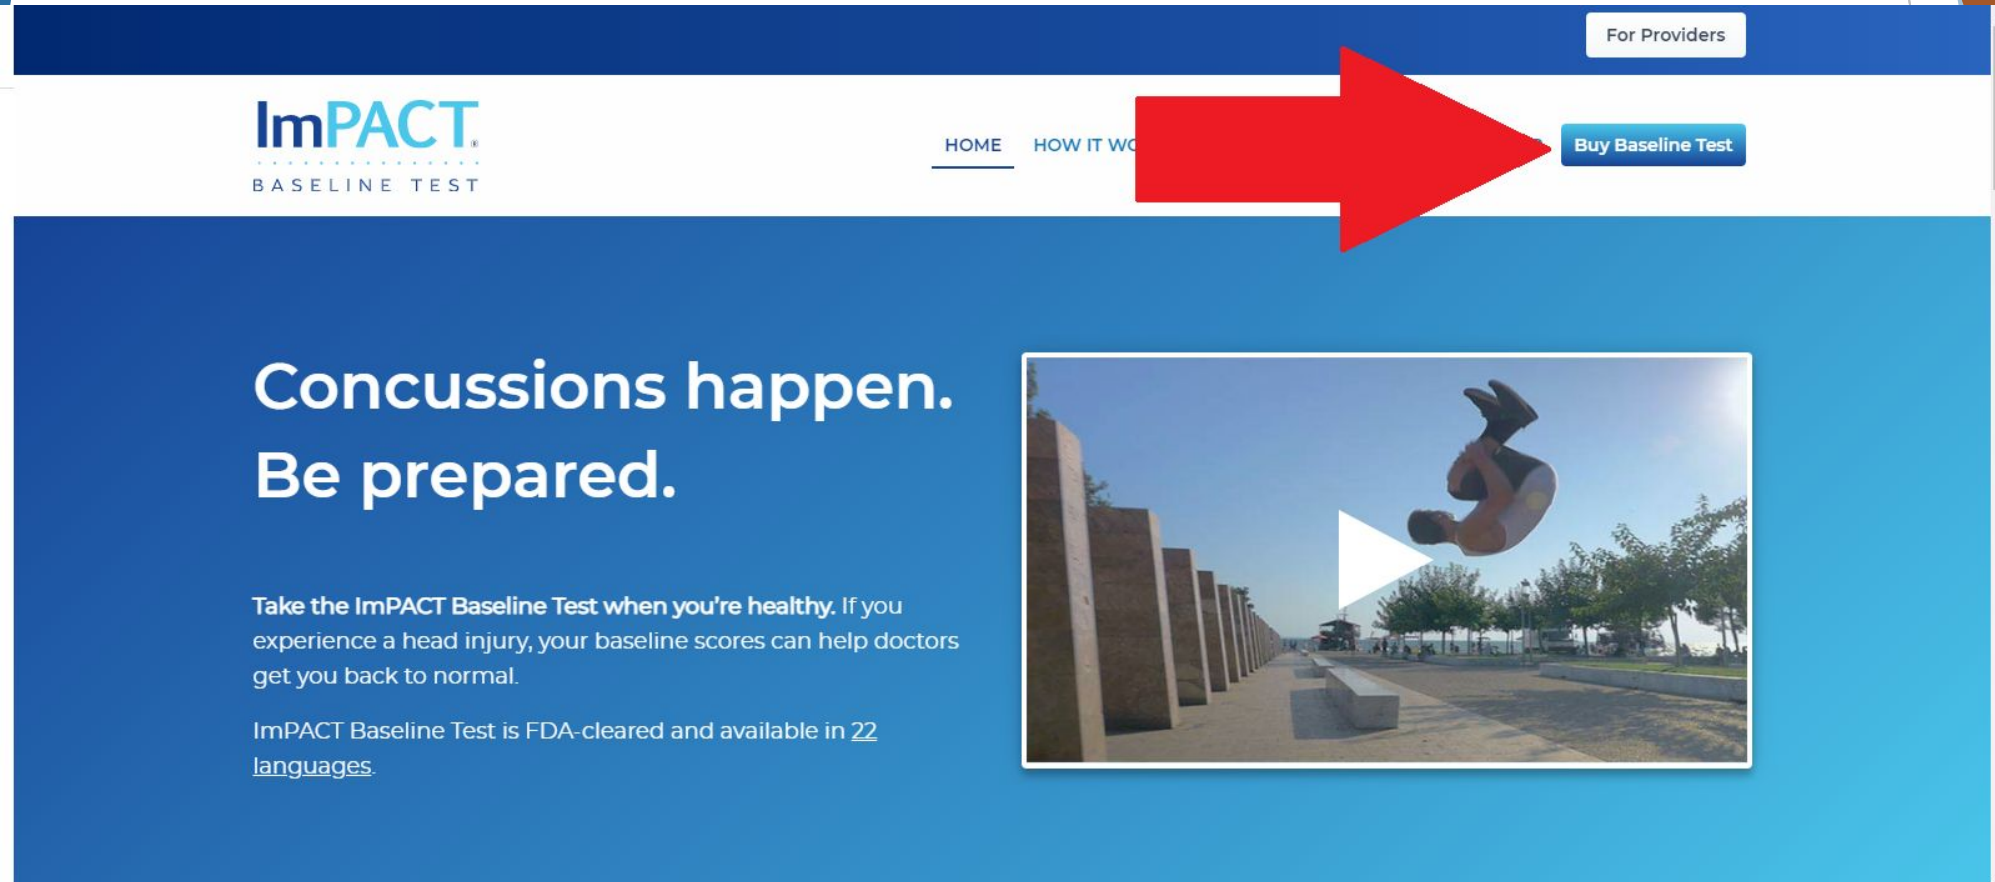 For Providers
ImPACT®
BASELINE TEST
HOME HOW IT Buy Baseline Test
Concussions happen.
Be prepared.
Take the ImPACT Baseline Test when you're healthy. If you
experience a head injury, your baseline scores can help doctors
get you back to normal.
ImPACT Baseline Test is FDA-cleared and available in 22
languages.